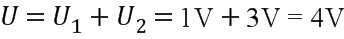 U = U₁ + U₂ = 1V + 3V = 4V